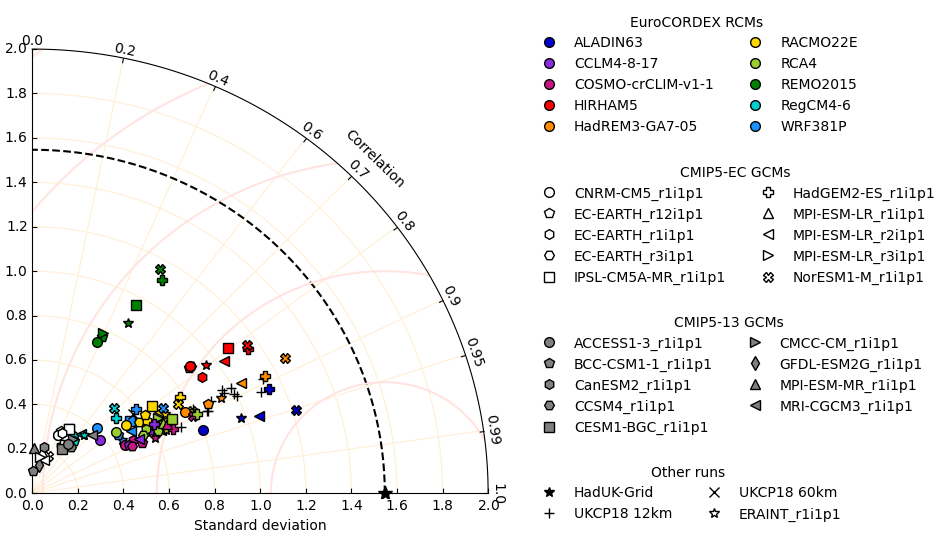 0.0
0.2
0.4
0.6
Correlation
0.7
0.8
0.9
0.95
0.99
1.0
2.0
1.8
1.6
1.4
1.2
1.0
0.8
0.6
0.4
0.2
0.0
0.0 0.2 0.4 0.6 0.8 1.0 1.2 1.4 1.6 1.8 2.0
Standard deviation
EuroCORDEX RCMs
ALADIN63 RACMO22E
CCLM4-8-17 RCA4
COSMO-crCLIM-v1-1 REMO2015
HIRHAM5 RegCM4-6
HadREM3-GA7-05 WRF381P
CMIP5-EC GCMs
CNRM-CM5_r1i1p1 HadGEM2-ES_r1i1p1
EC-EARTH_r12i1p1 MPI-ESM-LR_r1i1p1
EC-EARTH_r1i1p1 MPI-ESM-LR_r2i1p1
EC-EARTH_r3i1p1 MPI-ESM-LR_r3i1p1
IPSL-CM5A-MR_r1i1p1 NorESM1-M_r1i1p1
CMIP5-13 GCMs
ACCESS1-3_r1i1p1 CMCC-CM_r1i1p1
BCC-CSM1-1_r1i1p1 GFDL-ESM2G_r1i1p1
CanESM2_r1i1p1 MPI-ESM-MR_r1i1p1
CCSM4_r1i1p1 MRI-CGCM3_r1i1p1
CESM1-BGC_r1i1p1
Other runs
HadUK-Grid UKCP18 60km
UKCP18 12km ERAINT_r1i1p1